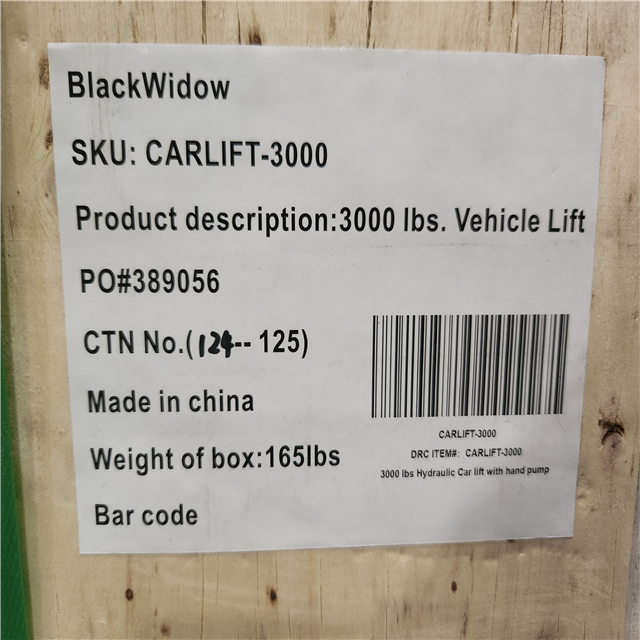 BlackWidow
SKU: CARLIFT-3000
Product description:3000 lbs. Vehicle Lift
PO#389056
CTN No.(124-- 125)
Made in china
Weight of box:165lbs
Bar code
CARLIFT-3000
DRC ITEM#: CARLIFT-3000
3000 lbs Hydraulic Car lift with hand pump